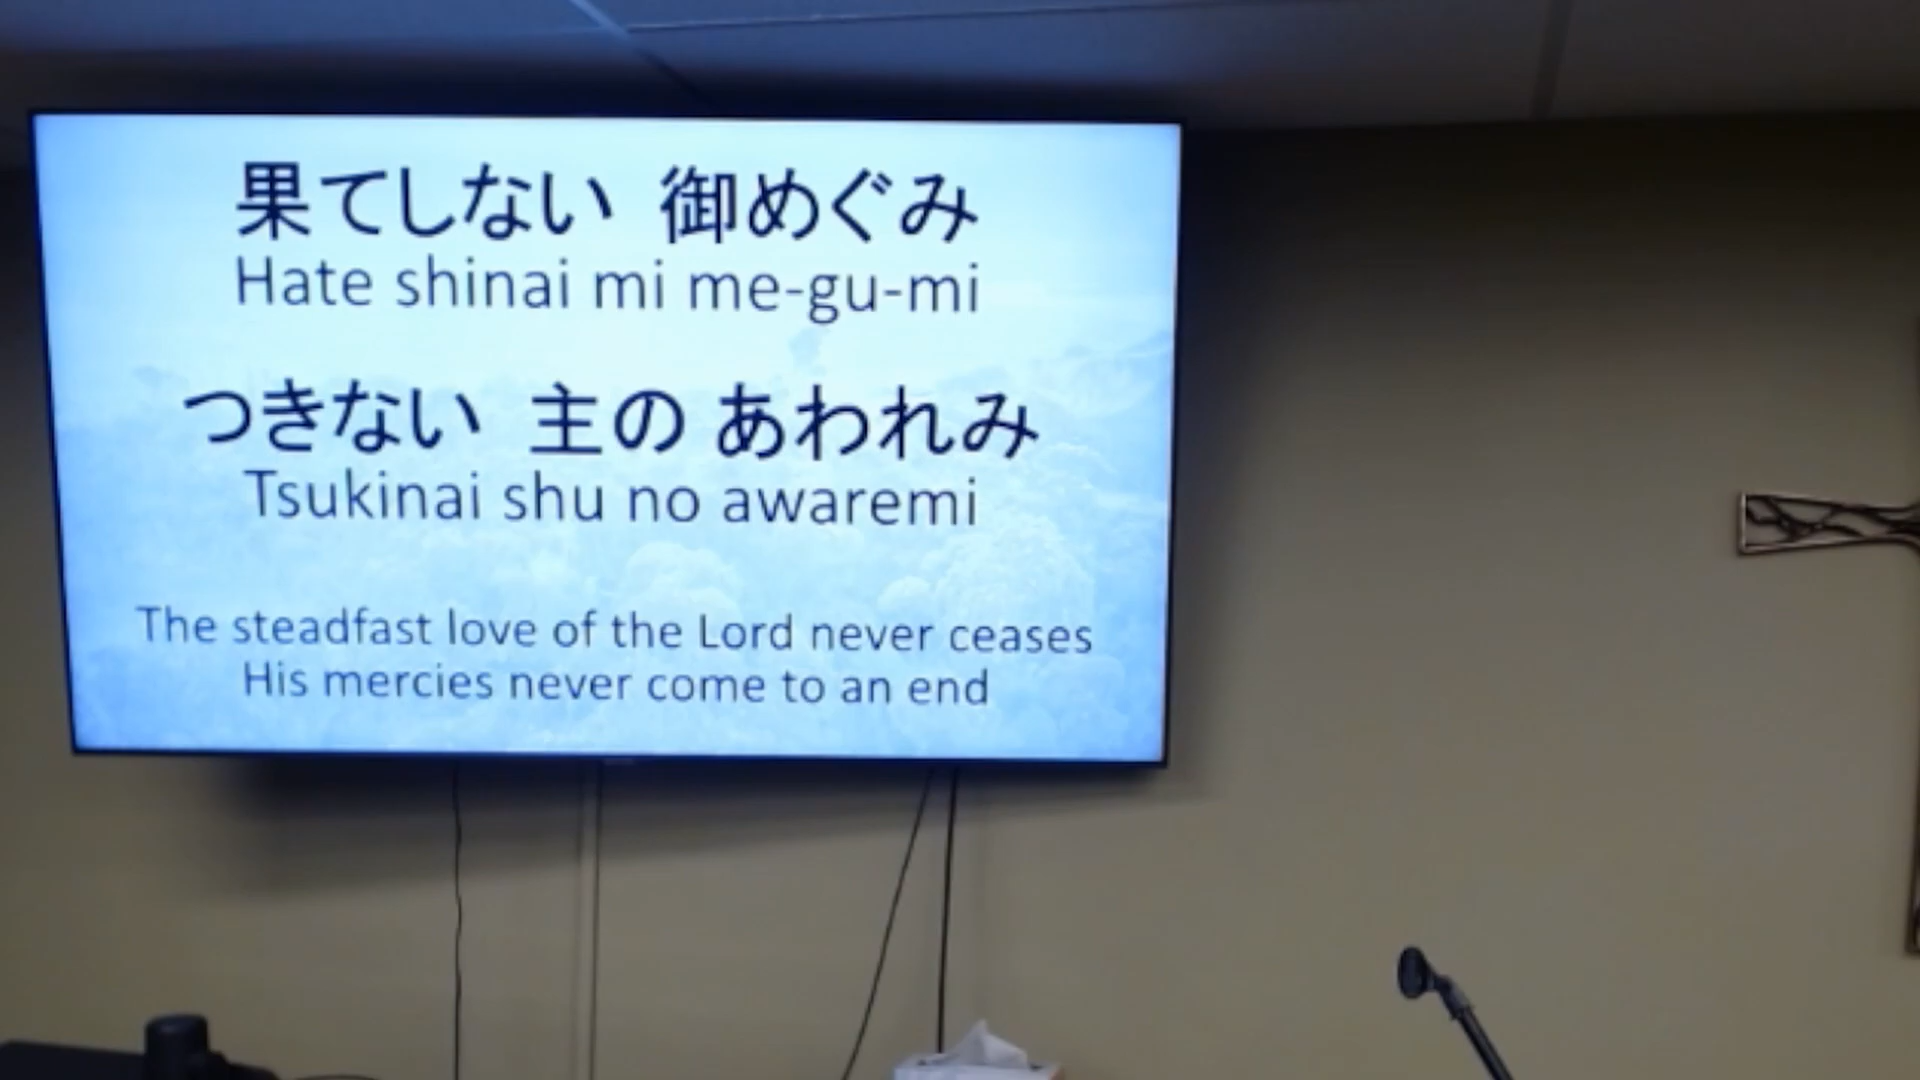 果てしない 御めぐみ
Hate shinai mi me-gu-mi
つきない 主の あわれみ
Tsukinai shu no awaremi
The steadfast love of the Lord never ceases
His mercies never come to an end